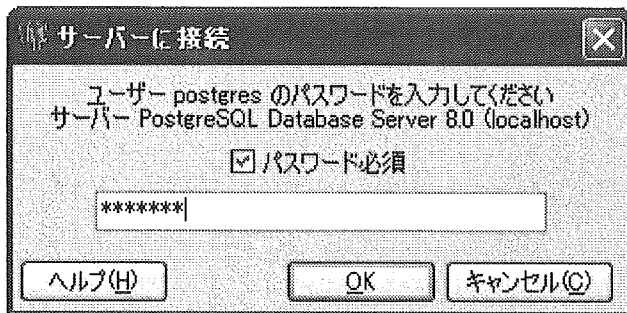 サーバーに接続
ユーザー postgres のパスワードを入力してください
サーバー PostgreSQL Database Server 8.0 (localhost)
パスワード必須
*******
ヘルプ(H)
OK
キャンセル(C)